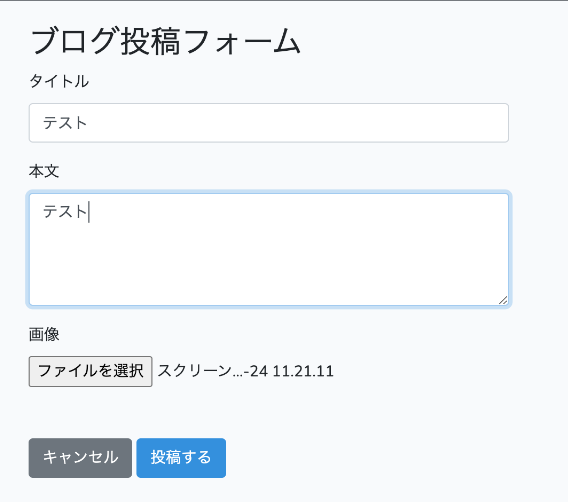 ブログ投稿フォーム
タイトル
テスト
本文
テスト
画像
ファイルを選択 スクリーン...-24 11.21.11
キャンセル 投稿する